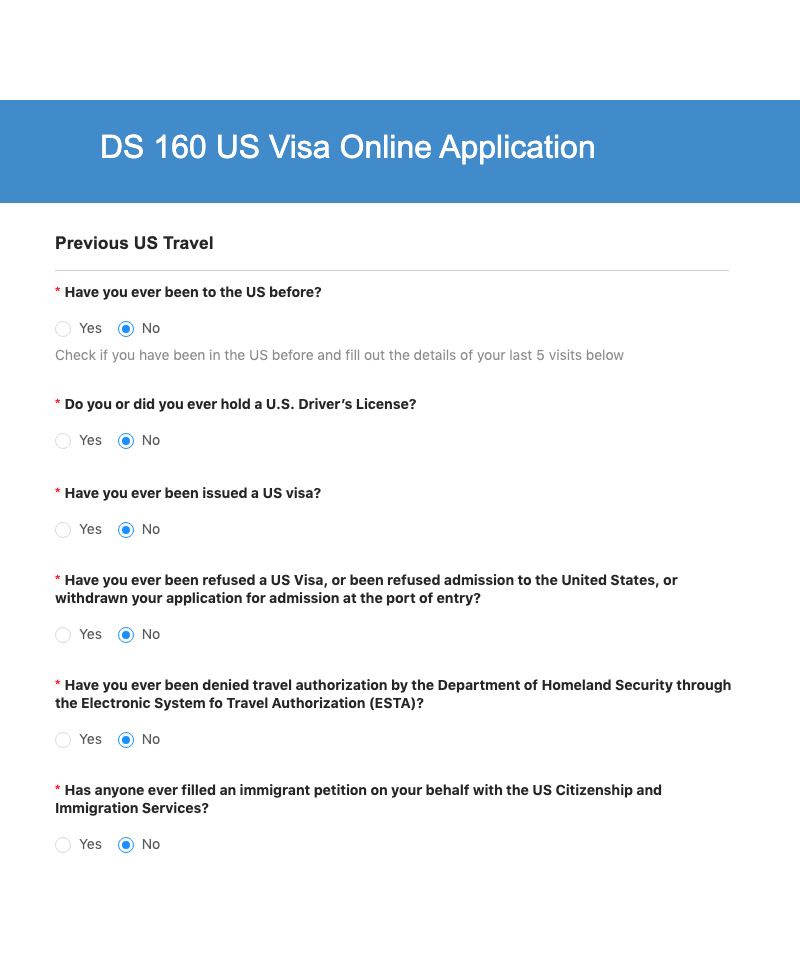 DS 160 US Visa Online Application
Previous US Travel
* Have you ever been to the US before?
Yes No
Check if you have been in the US before and fill out the details of your last 5 visits below
* Do you or did you ever hold a U.S. Driver’s License?
Yes No
* Have you ever been issued a US visa?
Yes No
* Have you ever been refused a US Visa, or been refused admission to the United States, or
withdrawn your application for admission at the port of entry?
Yes No
* Have you ever been denied travel authorization by the Department of Homeland Security through
the Electronic System fo Travel Authorization (ESTA)?
Yes No
* Has anyone ever filled an immigrant petition on your behalf with the US Citizenship and
Immigration Services?
Yes No